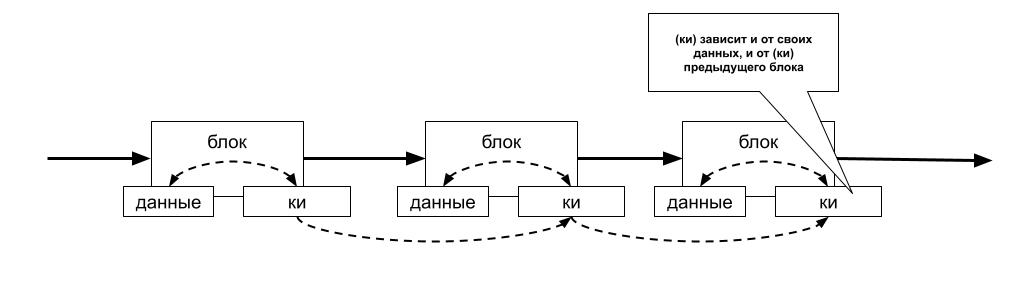 (ки) зависит и от своих
данных, и от (ки)
предыдущего блока
блок
блок
блок
данные
ки
данные
ки
данные
ки